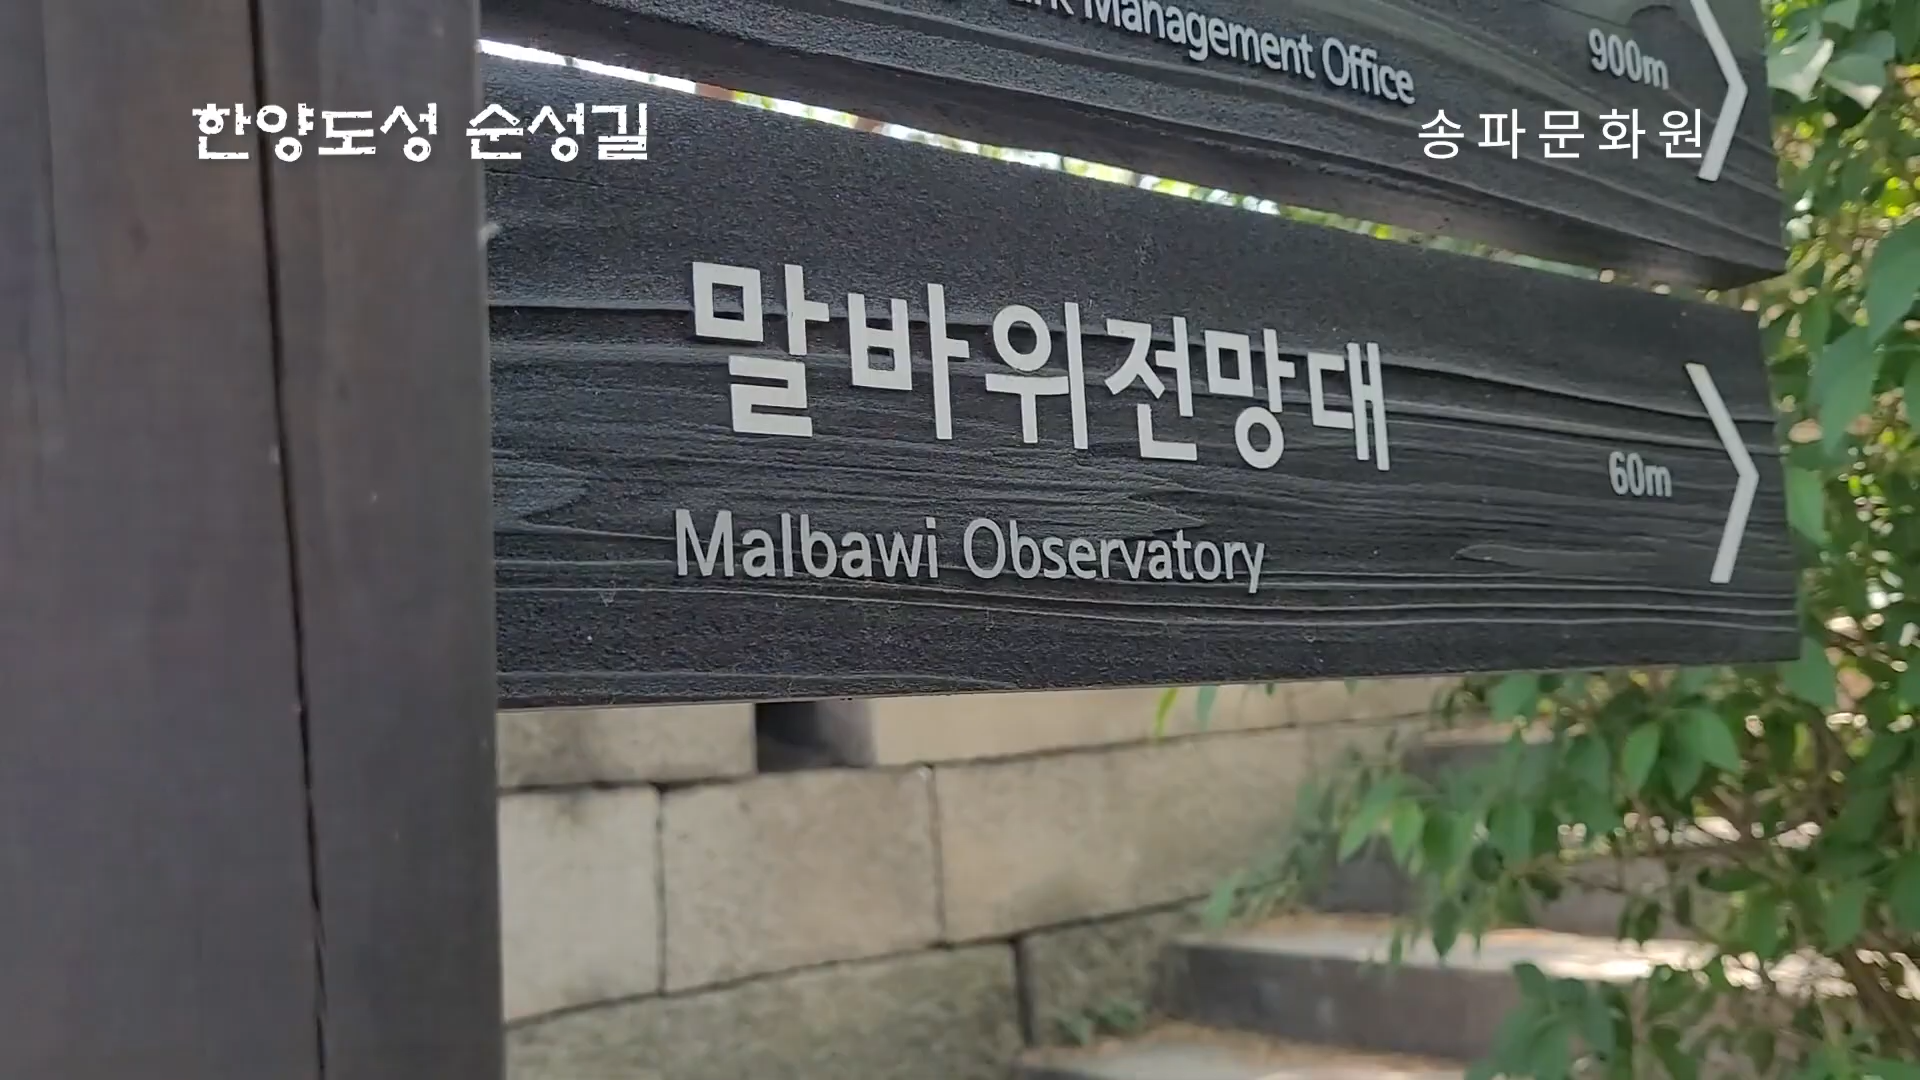 Management Office
900m
한양도성 순성길
송파문화원
말바위전망대
60m
Malbawi Observatory